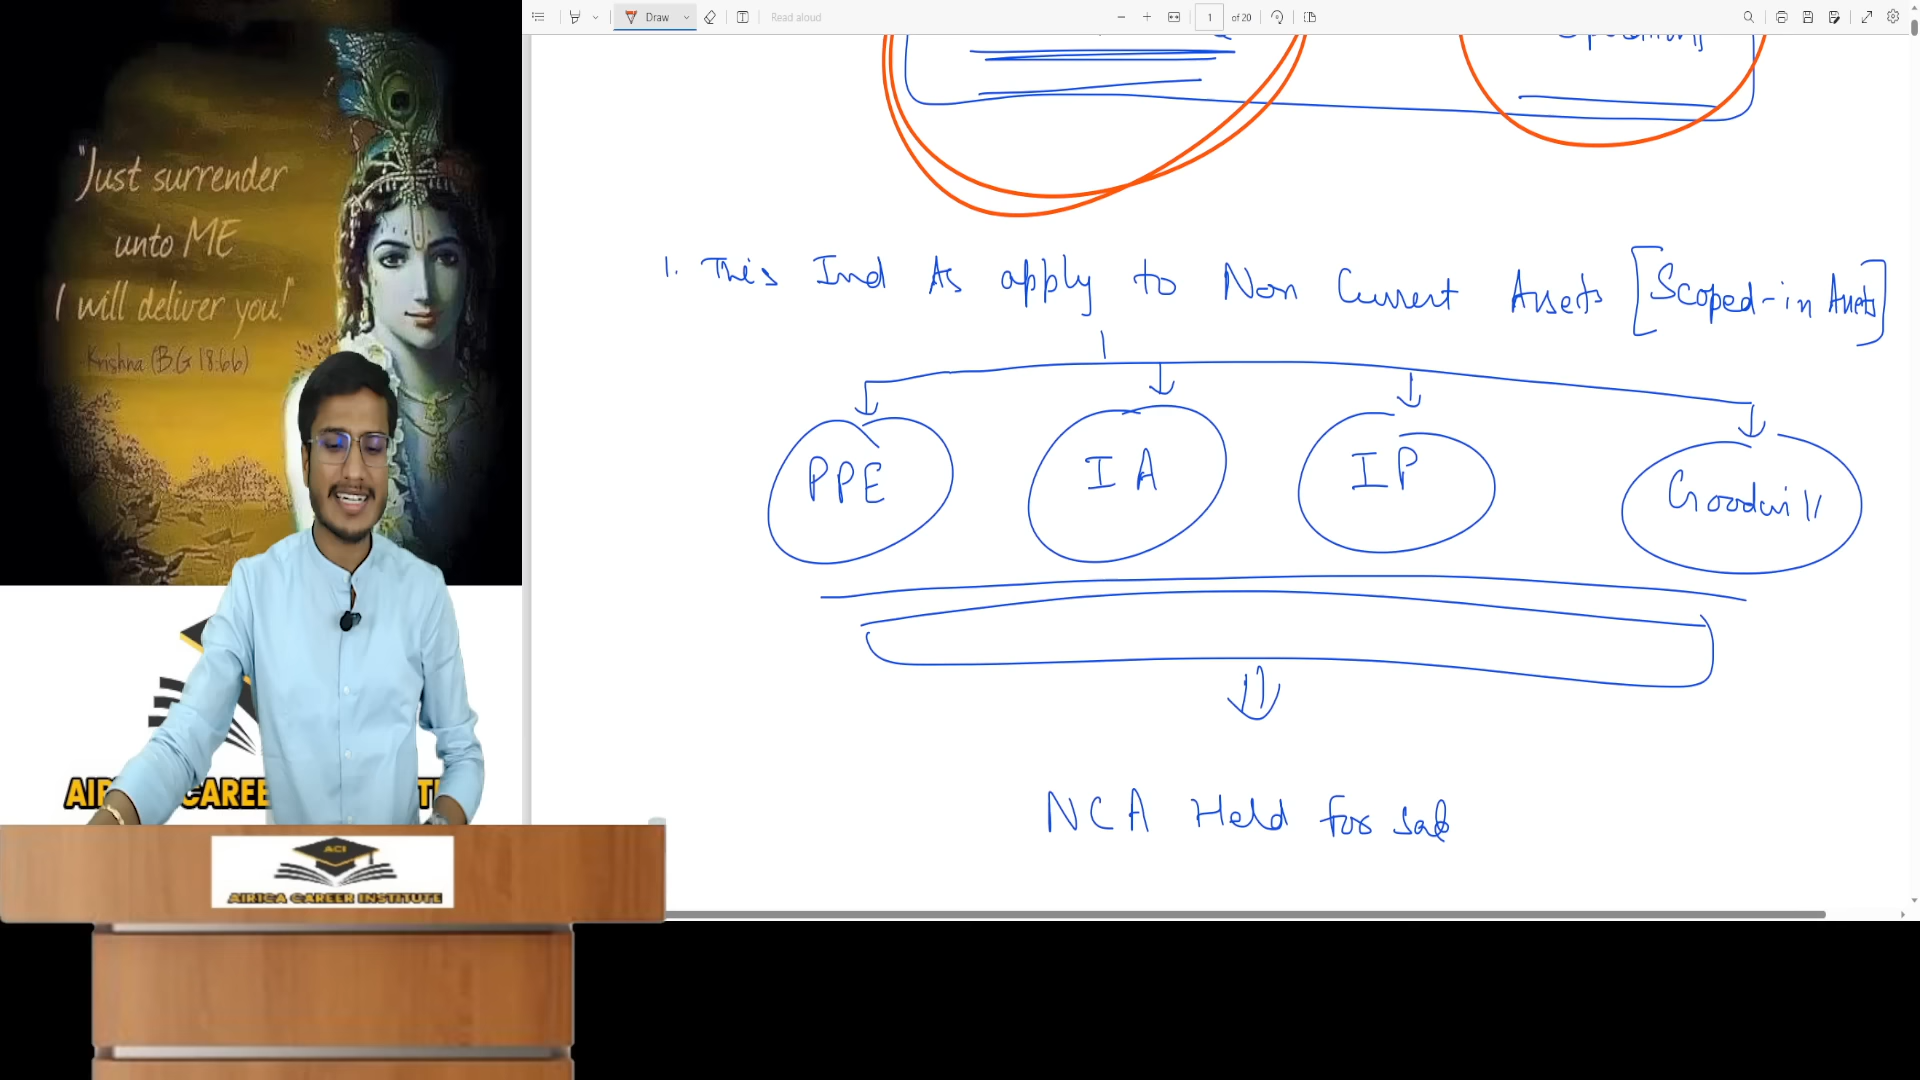 Draw
Read aloud
1 of 20
"Just surrender
unto ME
I will deliver you!"
-Krishna (B.G 18:66)
1. This Ind As apply to Non Current Assets [Scoped-in Assets]
PPE
IA
IP
Goodwill
NCA Held for sale
ACI
AIR1CA CAREER INSTITUTE